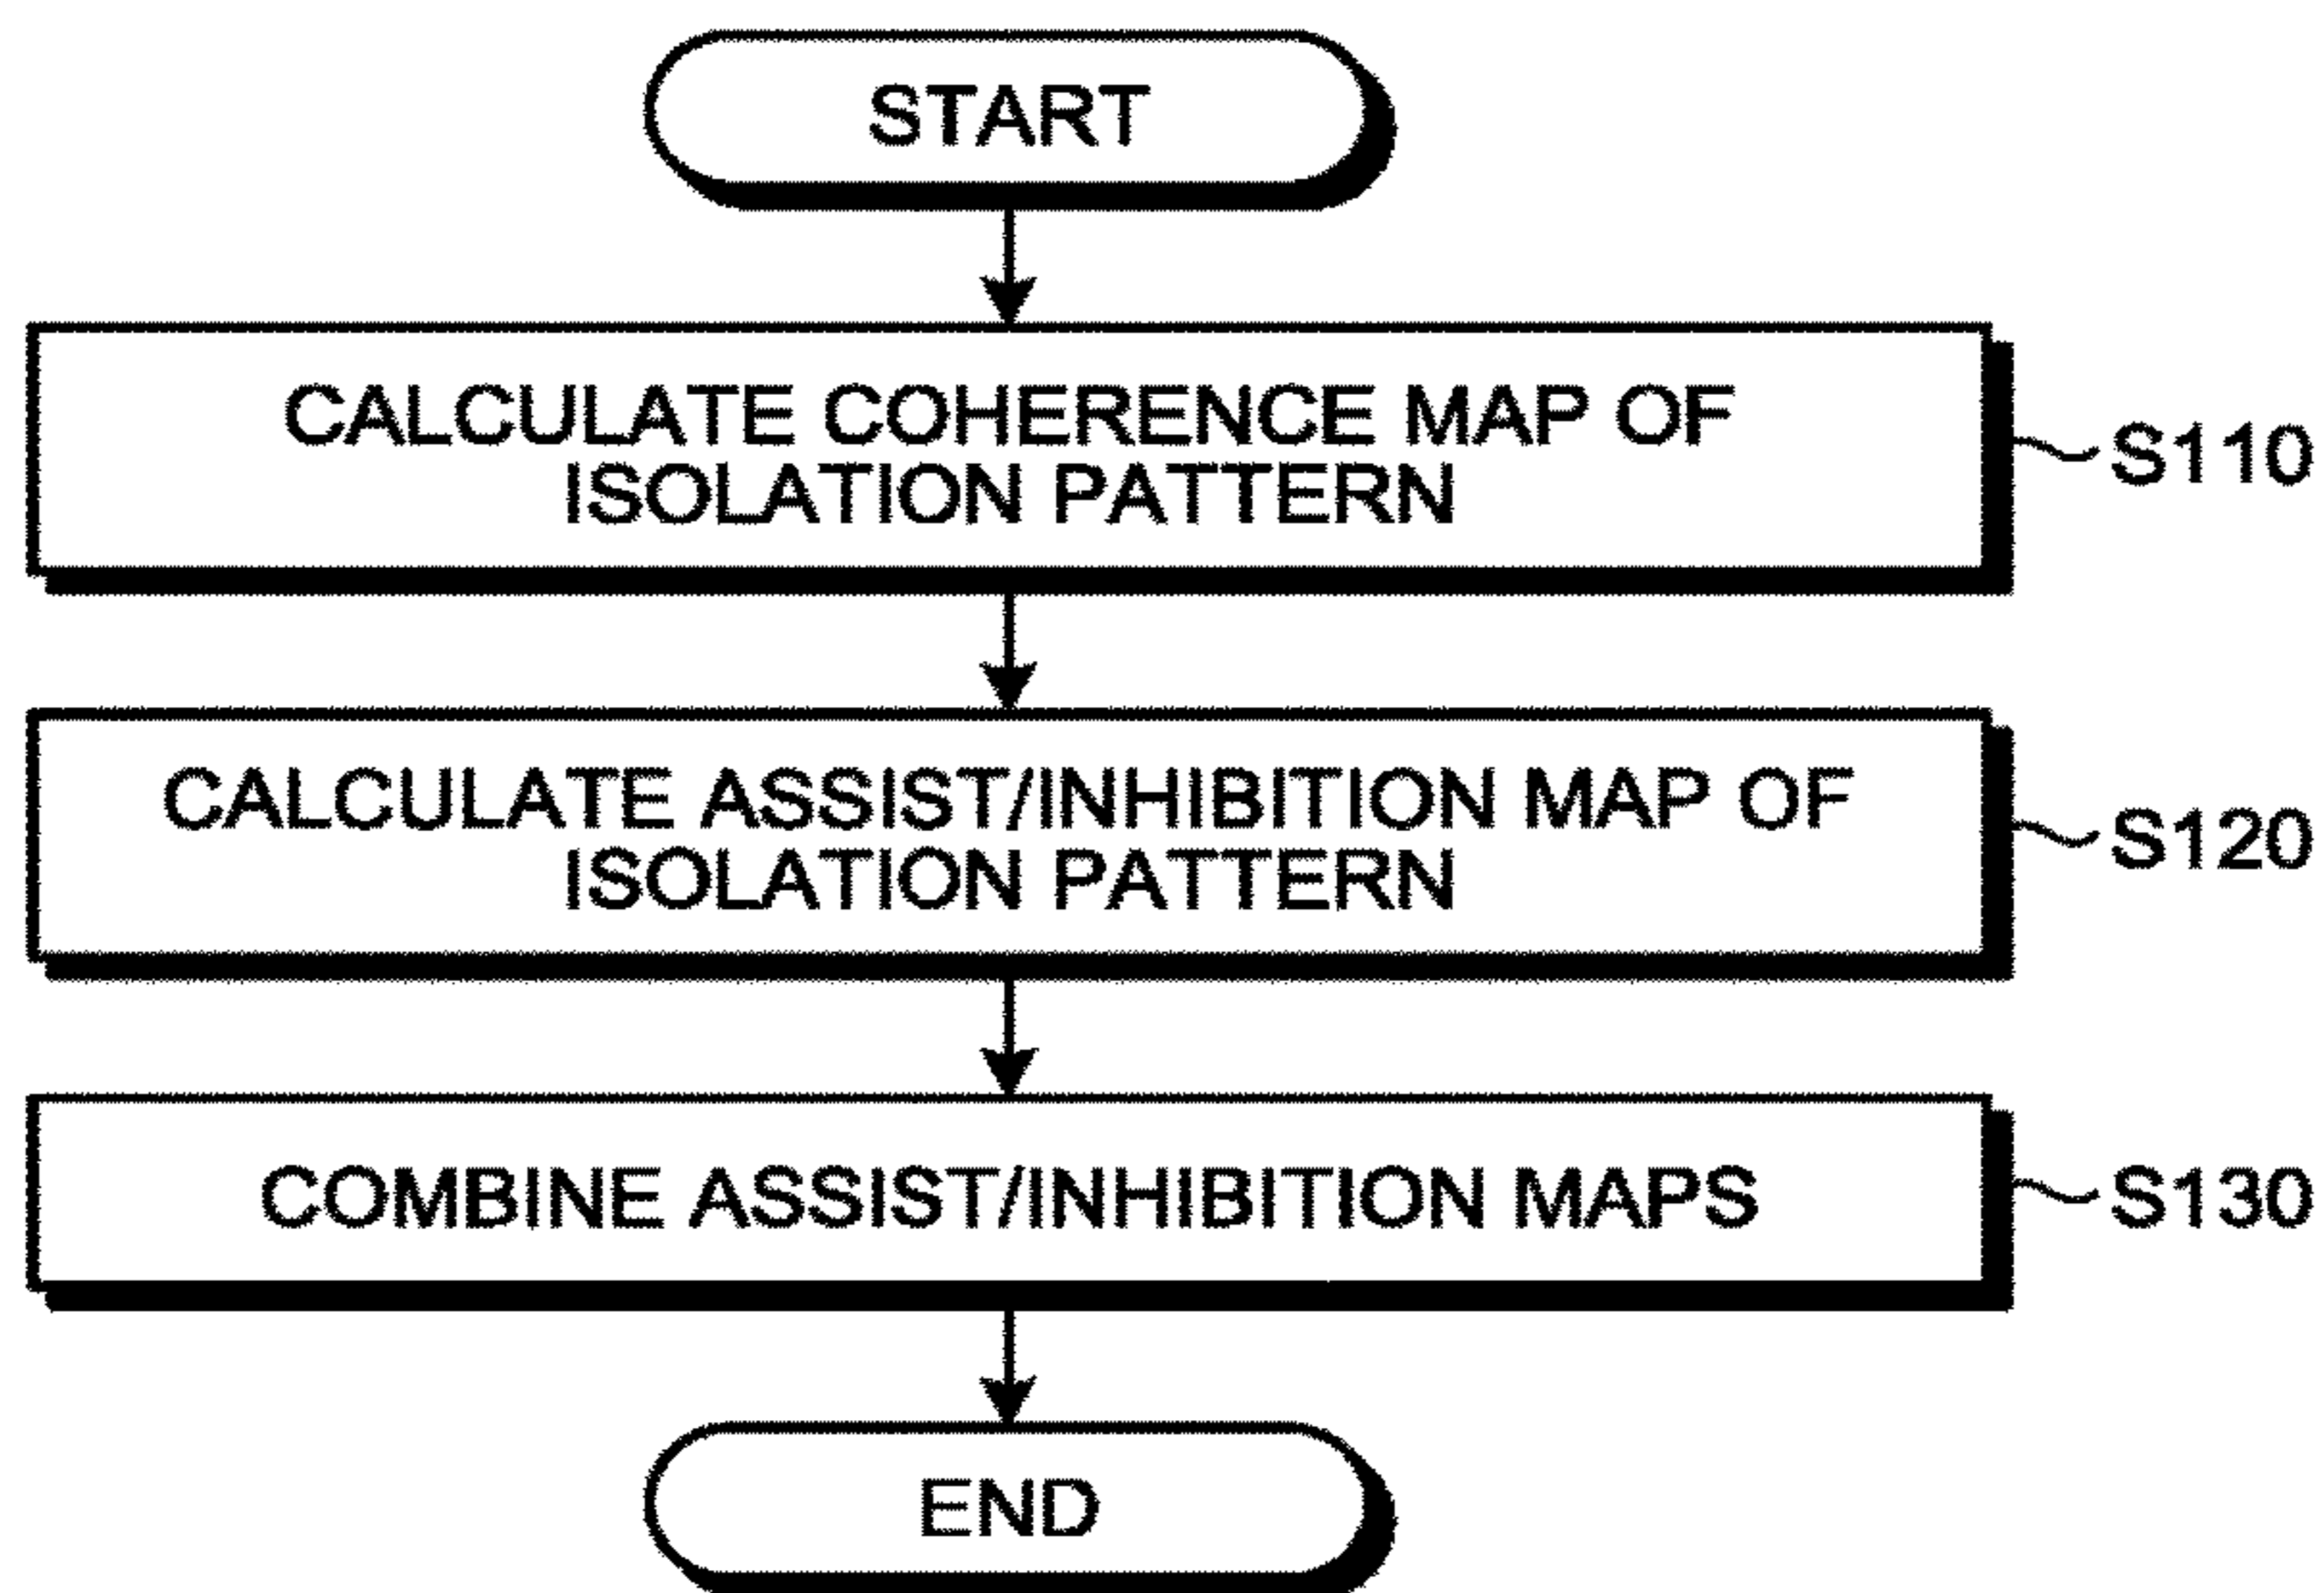 START
CALCULATE COHERENCE MAP OF
ISOLATION PATTERN
S110
CALCULATE ASSIST/INHIBITION MAP OF
ISOLATION PATTERN
S120
COMBINE ASSIST/INHIBITION MAPS
S130
END